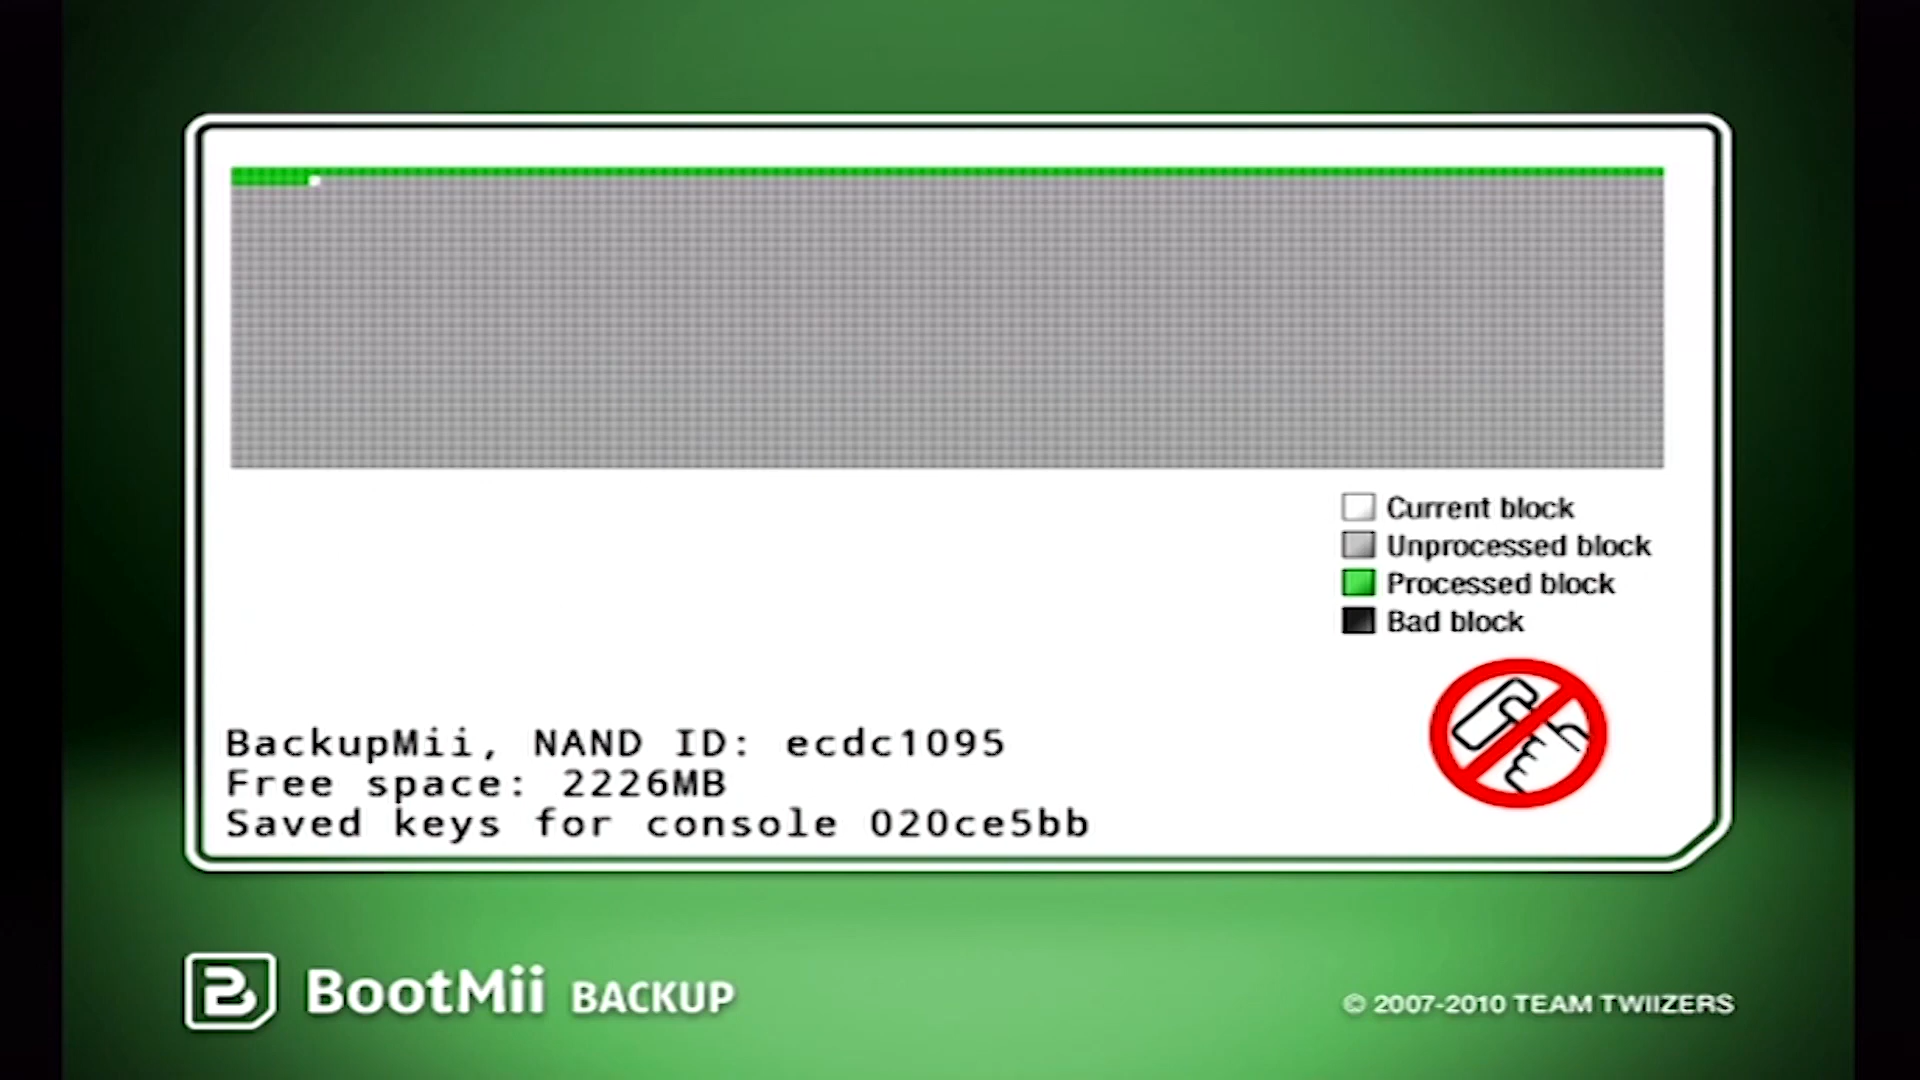 Current block
Unprocessed block
Processed block
Bad block
BackupMii, NAND ID: ecdc1095
Free space: 2226MB
Saved keys for console 020ce5bb
BootMii BACKUP
© 2007-2010 TEAM TWIIZERS